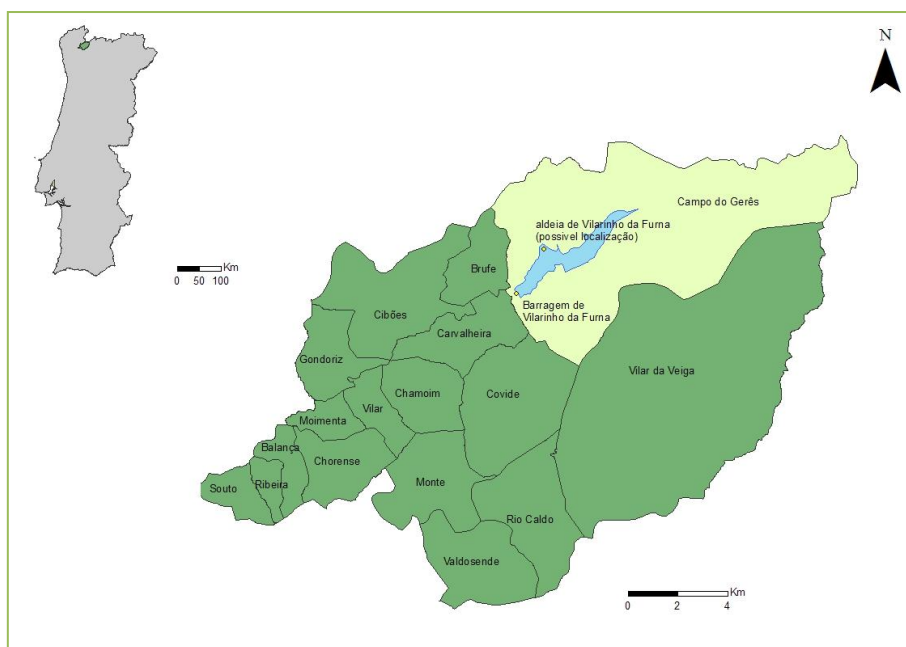 N
Km
0 50 100
Campo do Gerês
aldeia de Vilarinho da Furna
(possivel localização)
Brufe
Barragem de
Vilarinho da Furna
Cibões
Carvalheira
Gondoriz
Vilar da Veiga
Chamoim
Covide
Vilar
Moimenta
Balança
Chorense
Souto
Ribeira
Monte
Rio Caldo
Valdosende
Km
0 2 4